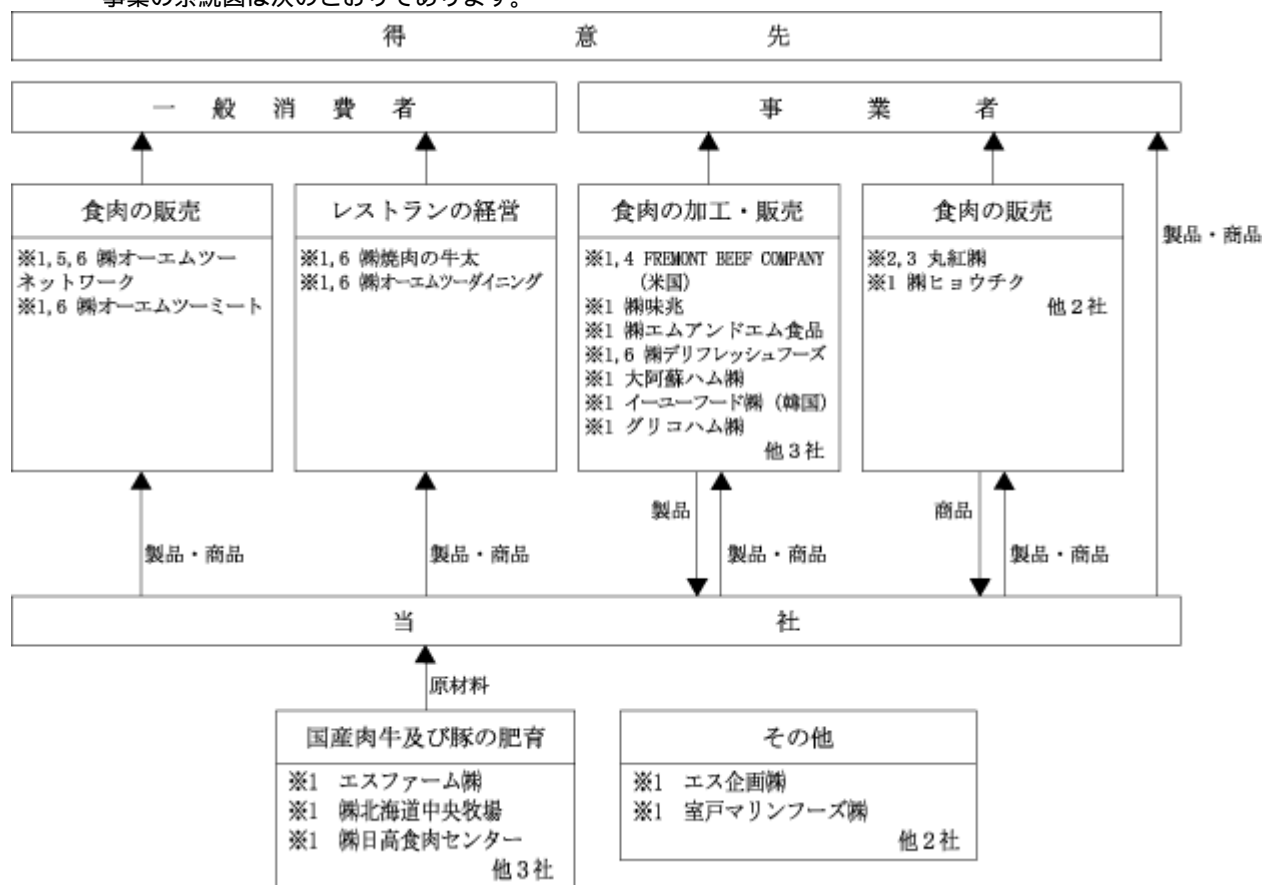 事業の系統図は次のとおりであります。
得意先
一般消費者
事業者
食肉の販売
※1,5,6 ㈱オーエムツー
ネットワーク
※1,6 ㈱オーエムツーミート
レストランの経営
※1,6 ㈱焼肉の牛太
※1,6 ㈱オーエムツーダイニング
食肉の加工・販売
※1,4 FREMONT BEEF COMPANY
(米国)
※1 ㈱味兆
※1 ㈱エムアンドエム食品
※1,6 ㈱デリフレッシュフーズ
※1 大阿蘇ハム㈱
※1 イーユーフード㈱ (韓国)
※1 グリコハム㈱
他3社
食肉の販売
※2,3 丸紅㈱
※1 ㈱ヒョウチク
他2社
製品・商品
製品・商品
製品・商品
製品
製品・商品
商品
製品・商品
当社
原材料
国産肉牛及び豚の肥育
※1 エスファーム㈱
※1 ㈱北海道中央牧場
※1 ㈱日高食肉センター
他3社
その他
※1 エス企画㈱
※1 室戸マリンフーズ㈱
他2社